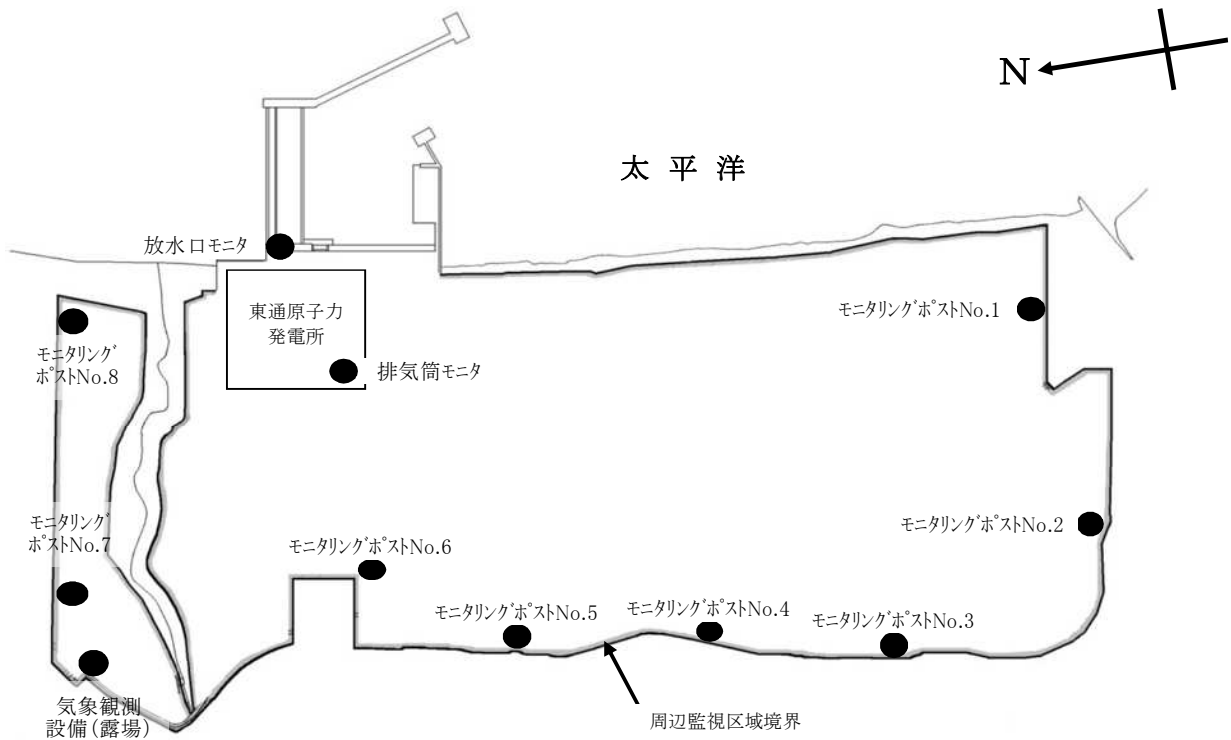 N
太平洋
放水口モニタ
東通原子力
発電所
モニタリングポストNo.1
モニタリング
ポストNo.8
排気筒モニタ
モニタリング
ポストNo.7
モニタリングポストNo.2
モニタリングポストNo.6
モニタリングポストNo.5
モニタリングポストNo.4
モニタリングポストNo.3
気象観測
設備(露場)
周辺監視区域境界